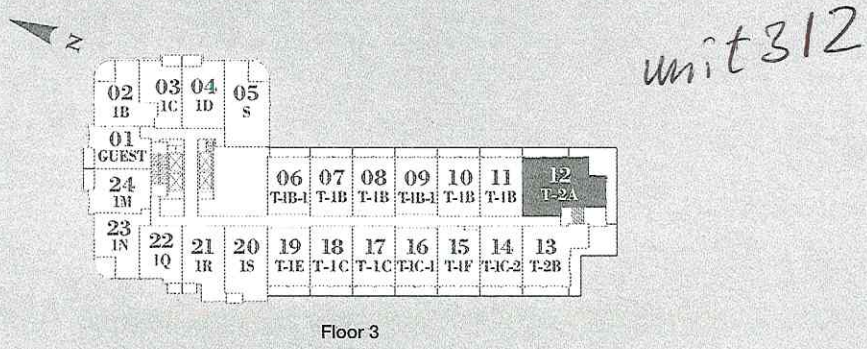 unit 312
N
02
1B
03
1C
04
1D
05
S
01
GUEST
24
1M
06
T-1B-1
07
T-1B
08
T-1B
09
T-1B-1
10
T-1B
11
T-1B
12
T-2A
23
1N
22
1Q
21
1R
20
1S
19
T-1E
18
T-1C
17
T-1C
16
T-1C-1
15
T-1F
14
T-1C-2
13
T-2B
Floor 3